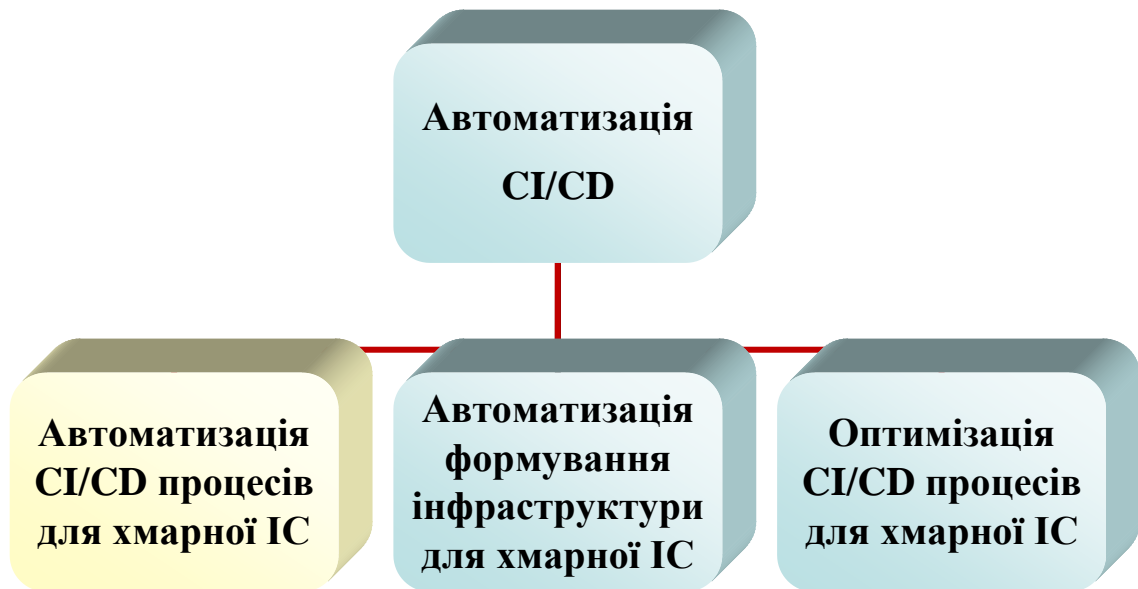 Автоматизація
CI/CD
Автоматизація
CI/CD процесів
для хмарної ІС
Автоматизація
формування
інфраструктури
для хмарної ІС
Оптимізація
CI/CD процесів
для хмарної ІС